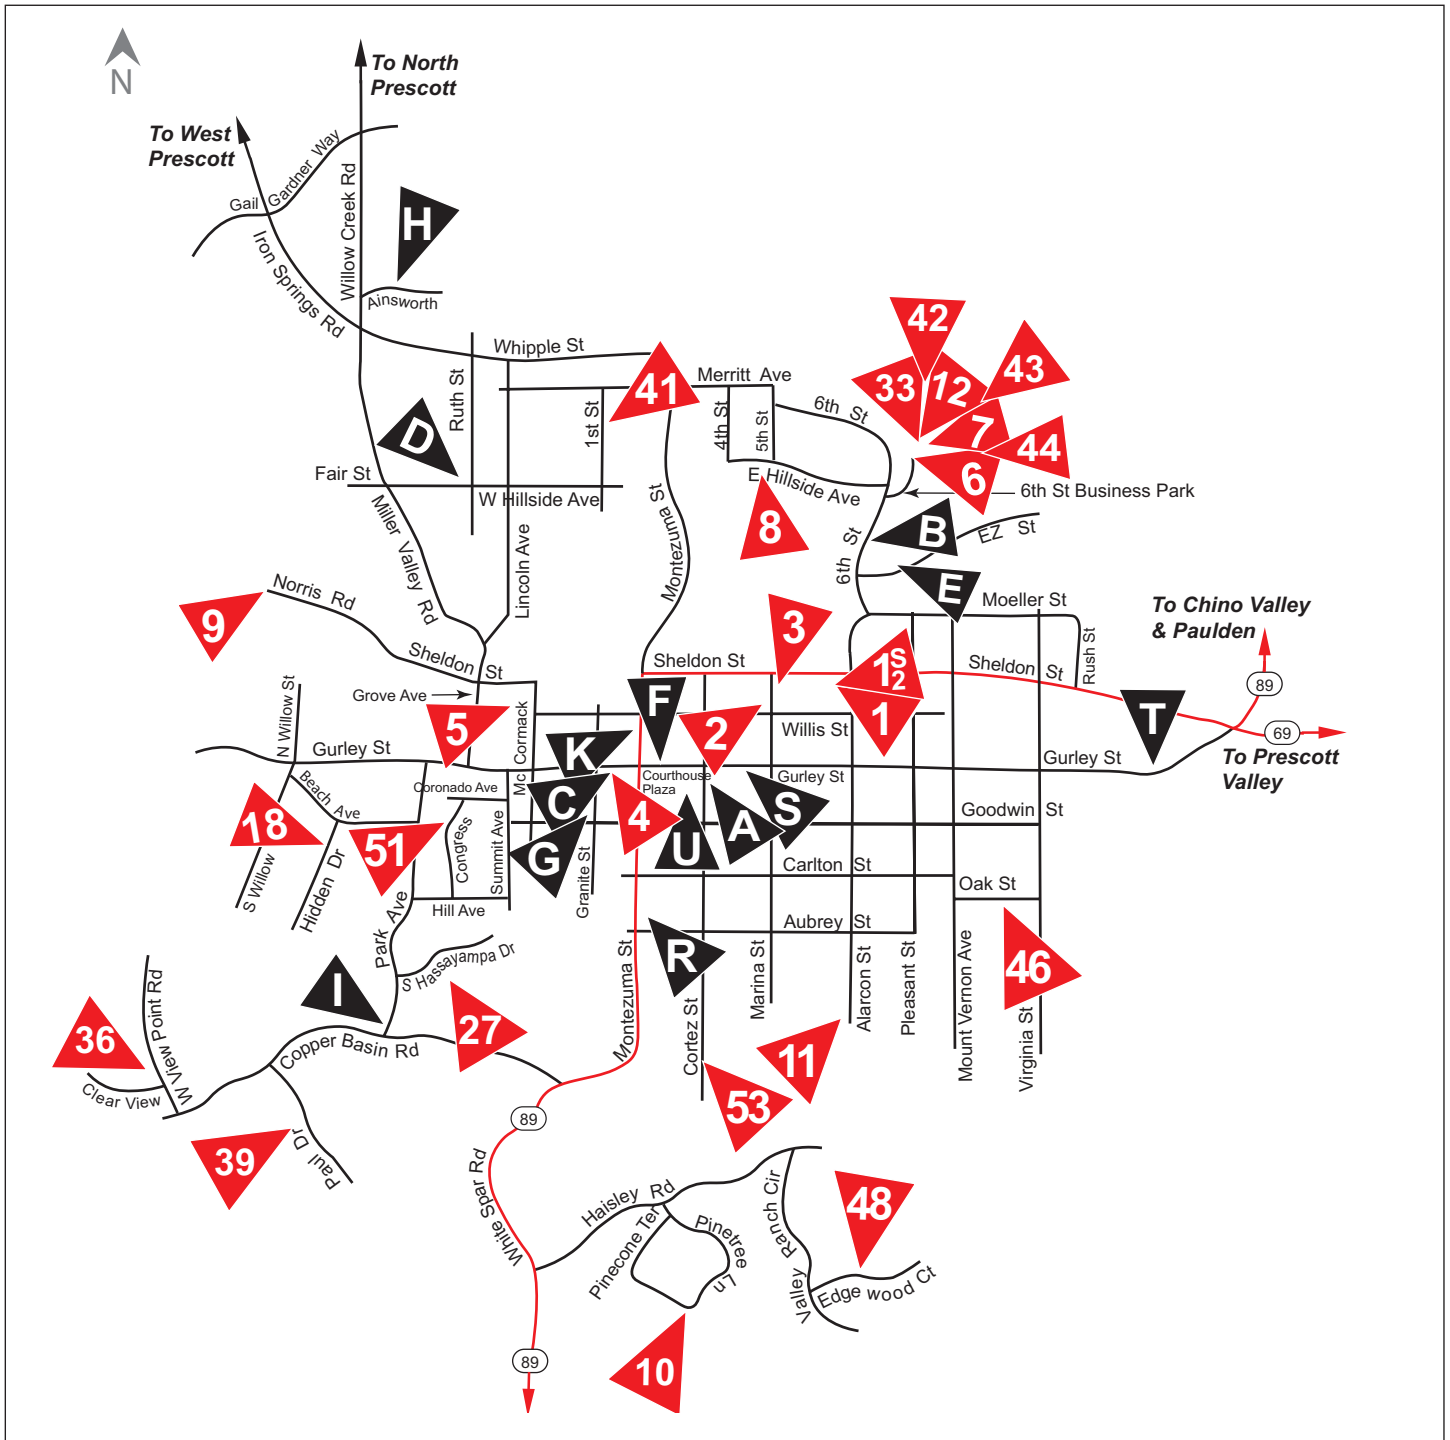 N
To North
Prescott
To West
Prescott
Gail Gardner Way
Willow Creek Rd
H
Iron Springs Rd
Ainsworth
Whipple St
Ruth St
41
Merritt Ave
42
33
12
43
7
44
6
6th St
1st St
4th St
5th St
D
Fair St
W Hillside Ave
E Hillside Ave
6th St Business Park
8
B
EZ St
6th St
E
Moeller St
Miller Valley Rd
Lincoln Ave
Montezuma St
Norris Rd
9
3
To Chino Valley
& Paulden
Sheldon St
Sheldon St
1S2
Sheldon St
Rush St
89
Grove Ave
N Willow St
5
Mc Cormack
F
2
Willis St
1
T
69
To Prescott
Valley
Gurley St
K
Courthouse
Plaza
Gurley St
Gurley St
Beach Ave
Coronado Ave
C
4
U
A
S
Goodwin St
18
51
Congress
Summit Ave
G
Granite St
Carlton St
Oak St
S Willow
Hidden Dr
Park Ave
Hill Ave
Aubrey St
S Hassayampa Dr
R
46
I
W View Point Rd
27
Montezuma St
Cortez St
Marina St
Alarcon St
Pleasant St
Mount Vernon Ave
Virginia St
36
Clear View
Copper Basin Rd
11
53
89
39
Paul Dr
White Spar Rd
Haisley Rd
Pinecone Ter
Pinetree Ln
Valley Ranch Cir
48
Edge wood Ct
10
89